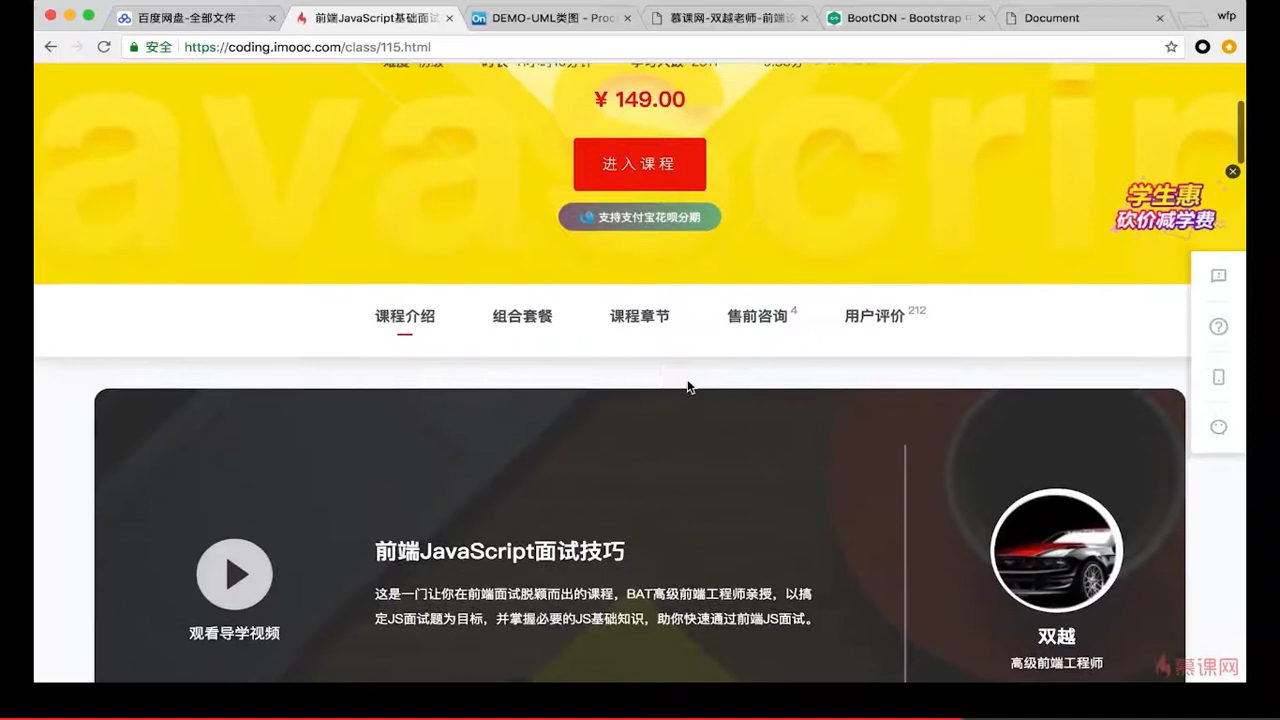 百度网盘-全部文件
前端JavaScript基础面试
DEMO-UML类图 - Proc
慕课网-双越老师-前端设
BootCDN - Bootstrap
Document
wfp
安全
https://coding.imooc.com/class/115.html
¥ 149.00
avaScrip
进入课程
支持支付宝花呗分期
学生惠
砍价减学费
课程介绍
组合套餐
课程章节
售前咨询 4
用户评价 212
前端JavaScript面试技巧
这是一门让你在前端面试脱颖而出的课程，BAT高级前端工程师亲授，以搞
定JS面试题为目标，并掌握必要的JS基础知识，助你快速通过前端JS面试。
观看导学视频
双越
高级前端工程师
慕课网